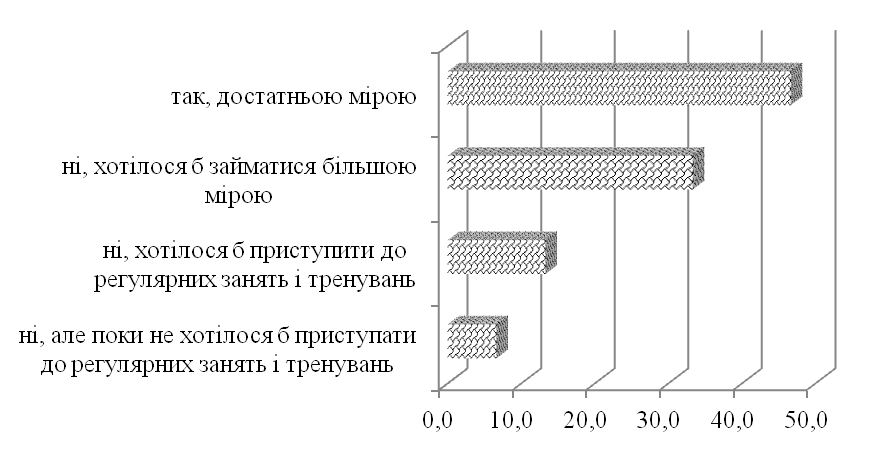 так, достатньою мірою
ні, хотілося б займатися більшою
мірою
ні, хотілося б приступити до
регулярних занять і тренувань
ні, але поки не хотілося б приступати
до регулярних занять і тренувань
0,0 10,0 20,0 30,0 40,0 50,0